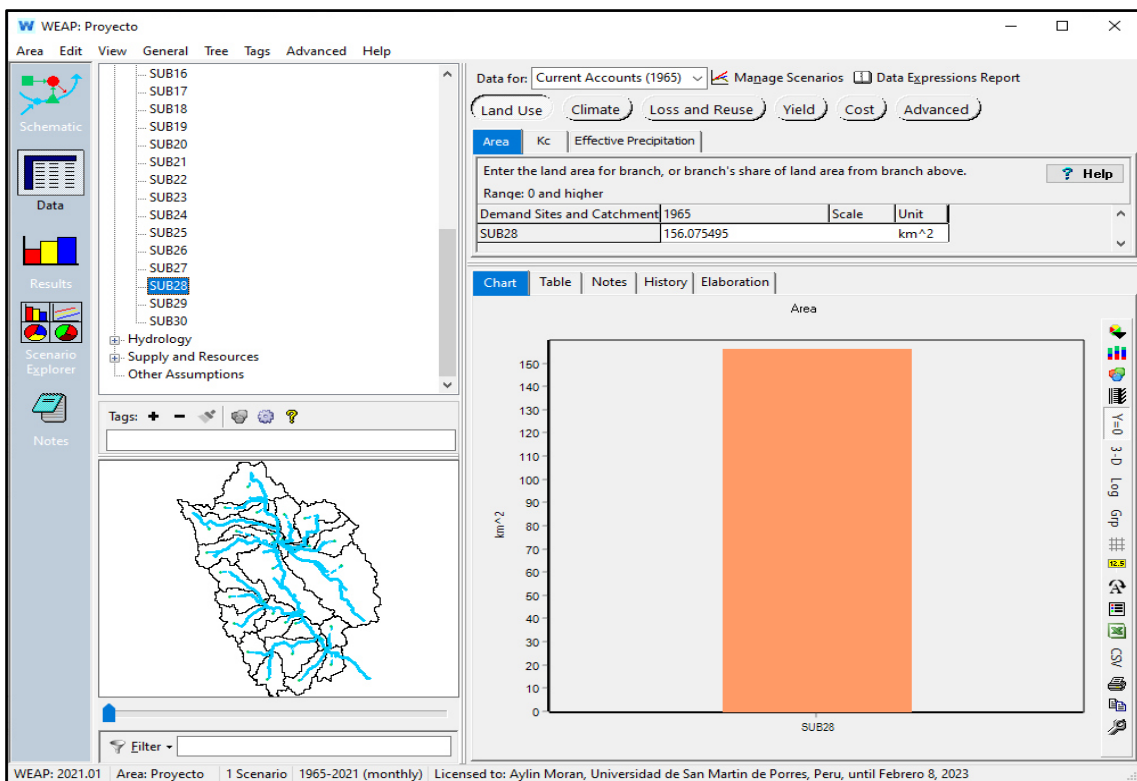 WEAP: Proyecto
Area Edit View General Tree Tags Advanced Help
Schematic
Data
Results
Scenario
Explorer
Notes
SUB16
SUB17
SUB18
SUB19
SUB20
SUB21
SUB22
SUB23
SUB24
SUB25
SUB26
SUB27
SUB28
SUB29
SUB30
Hydrology
Supply and Resources
Other Assumptions
Tags:
Filter
Data for: Current Accounts (1965) Manage Scenarios Data Expressions Report
Land Use Climate Loss and Reuse Yield Cost Advanced
Area Kc Effective Precipitation
Enter the land area for branch, or branch's share of land area from branch above.
? Help
Range: 0 and higher
Demand Sites and Catchment 1965 Scale Unit
SUB28 156.075495 km^2
Chart Table Notes History Elaboration
Area
km^2
150
140
130
120
110
100
90
80
70
60
50
40
30
20
10
0
SUB28
Y=0
3-D
Log
Grp
12.5
CSV
WEAP: 2021.01 Area: Proyecto 1 Scenario 1965-2021 (monthly) Licensed to: Aylin Moran, Universidad de San Martin de Porres, Peru, until Febrero 8, 2023